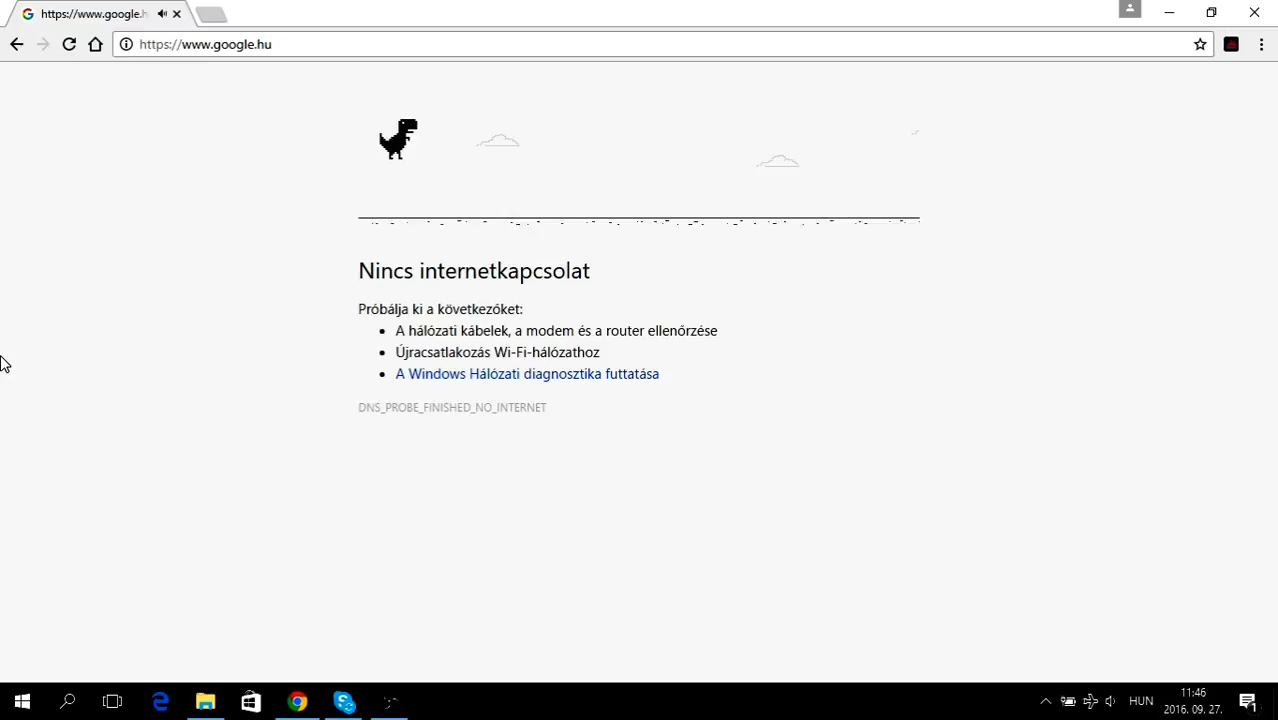 https://www.google.h
https://www.google.hu
Nincs internetkapcsolat
Próbálja ki a következőket:
A hálózati kábelek, a modem és a router ellenőrzése
Újracsatlakozás Wi-Fi-hálózathoz
A Windows Hálózati diagnosztika futtatása
DNS_PROBE_FINISHED_NO_INTERNET
HUN
11:46
2016. 09. 27.
1